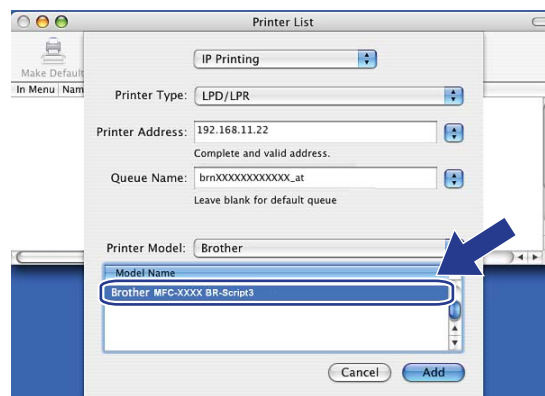 Printer List
IP Printing
Make Default
In Menu Nam
Printer Type: LPD/LPR
Printer Address: 192.168.11.22
Complete and valid address.
Queue Name: brnXXXXXXXXXXXX_at
Leave blank for default queue
Printer Model: Brother
Model Name
Brother MFC-XXXX BR-Script3
Cancel Add